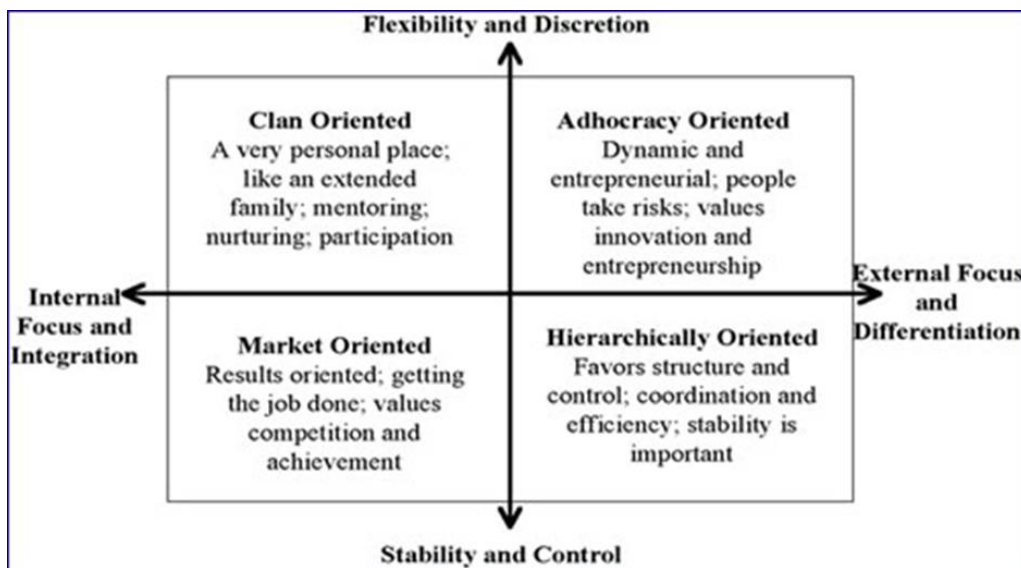 Flexibility and Discretion
Clan Oriented
A very personal place;
like an extended
family; mentoring;
nurturing; participation
Adhocracy Oriented
Dynamic and
entrepreneurial; people
take risks; values
innovation and
entrepreneurship
Internal
Focus and
Integration
External Focus
and
Differentiation
Market Oriented
Results oriented; getting
the job done; values
competition and
achievement
Hierarchically Oriented
Favors structure and
control; coordination and
efficiency; stability is
important
Stability and Control